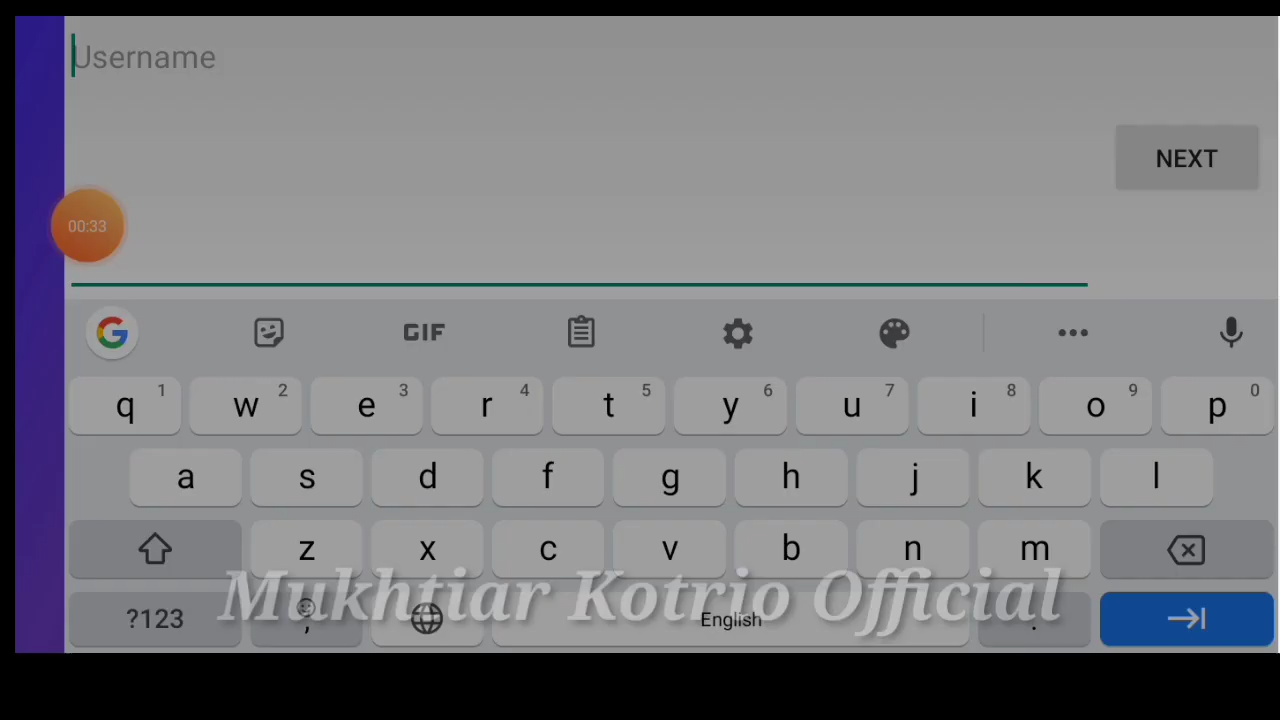 Username
NEXT
00:33
GIF
q 1 w 2 e 3 r 4 t 5 y 6 u 7 i 8 o 9 p 0
a s d f g h j k l
z x c v b n m
Mukhtiar Kotrio Official
?123 , English .